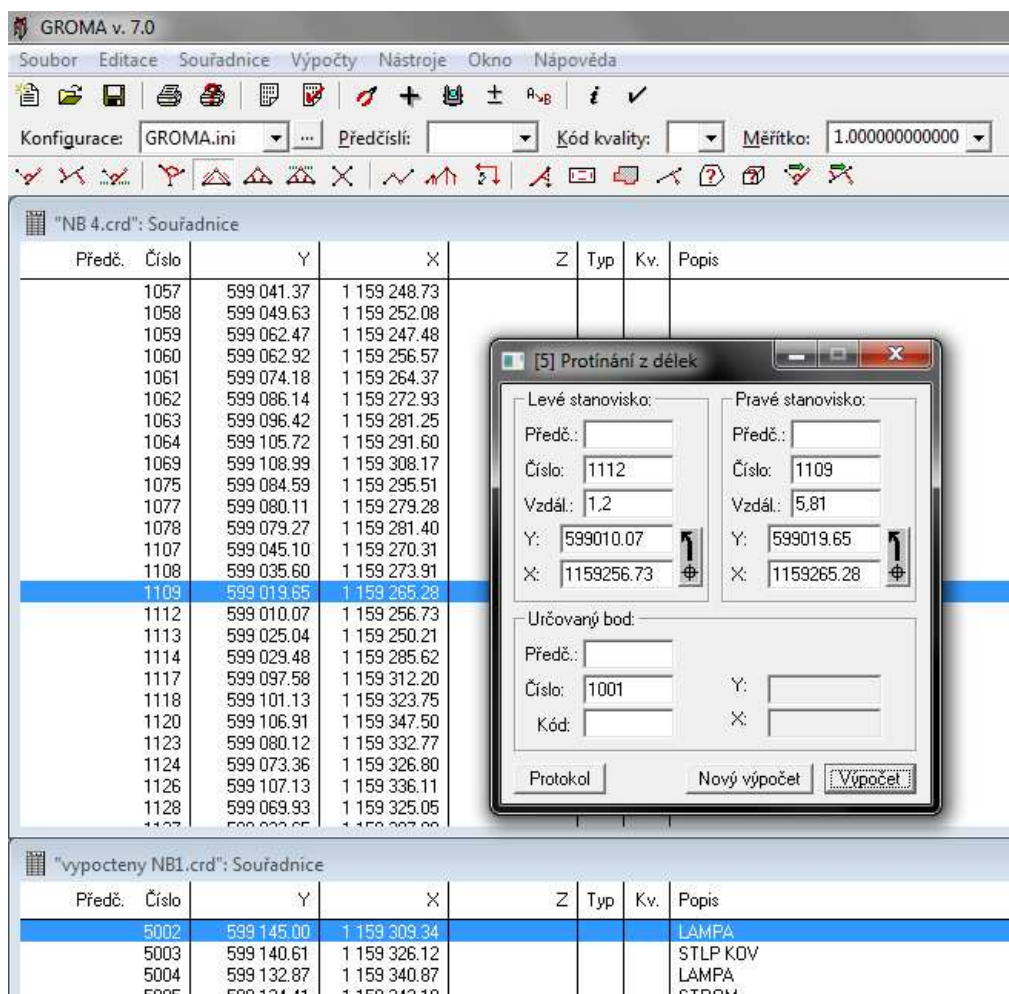 GROMA v. 7.0
Soubor Editace Souřadnice Výpočty Nástroje Okno Nápověda
Konfigurace: GROMA.ini ... Předčíslí: Kód kvality: Měřítko: 1.000000000000
"NB 4.crd": Souřadnice
Předč. Číslo Y X Z Typ Kv. Popis
1057 599 041.37 1 159 248.73
1058 599 049.63 1 159 252.08
1059 599 062.47 1 159 247.48
1060 599 062.92 1 159 256.57
1061 599 074.18 1 159 264.37
1062 599 086.14 1 159 272.93
1063 599 096.42 1 159 281.25
1064 599 105.72 1 159 291.60
1069 599 108.99 1 159 308.17
1075 599 084.59 1 159 295.51
1077 599 080.11 1 159 279.28
1078 599 079.27 1 159 281.40
1107 599 045.10 1 159 270.31
1108 599 035.60 1 159 273.91
1109 599 019.65 1 159 265.28
1112 599 010.07 1 159 256.73
1113 599 025.04 1 159 250.21
1114 599 029.48 1 159 285.62
1117 599 097.58 1 159 312.20
1118 599 101.13 1 159 323.75
1120 599 106.91 1 159 347.50
1123 599 080.12 1 159 332.77
1124 599 073.36 1 159 326.80
1126 599 107.13 1 159 336.11
1128 599 069.93 1 159 325.05
[5] Protínání z délek
Levé stanovisko:
Předč.:
Číslo: 1112
Vzdál.: 1,2
Y: 599010.07
X: 1159256.73
Pravé stanovisko:
Předč.:
Číslo: 1109
Vzdál.: 5,81
Y: 599019.65
X: 1159265.28
Určovaný bod:
Předč.:
Číslo: 1001 Y:
Kód: X:
Protokol Nový výpočet Výpočet
"vypocteny NB1.crd": Souřadnice
Předč. Číslo Y X Z Typ Kv. Popis
5002 599 145.00 1 159 309.34 LAMPA
5003 599 140.61 1 159 326.12 STLP KOV
5004 599 132.87 1 159 340.87 LAMPA